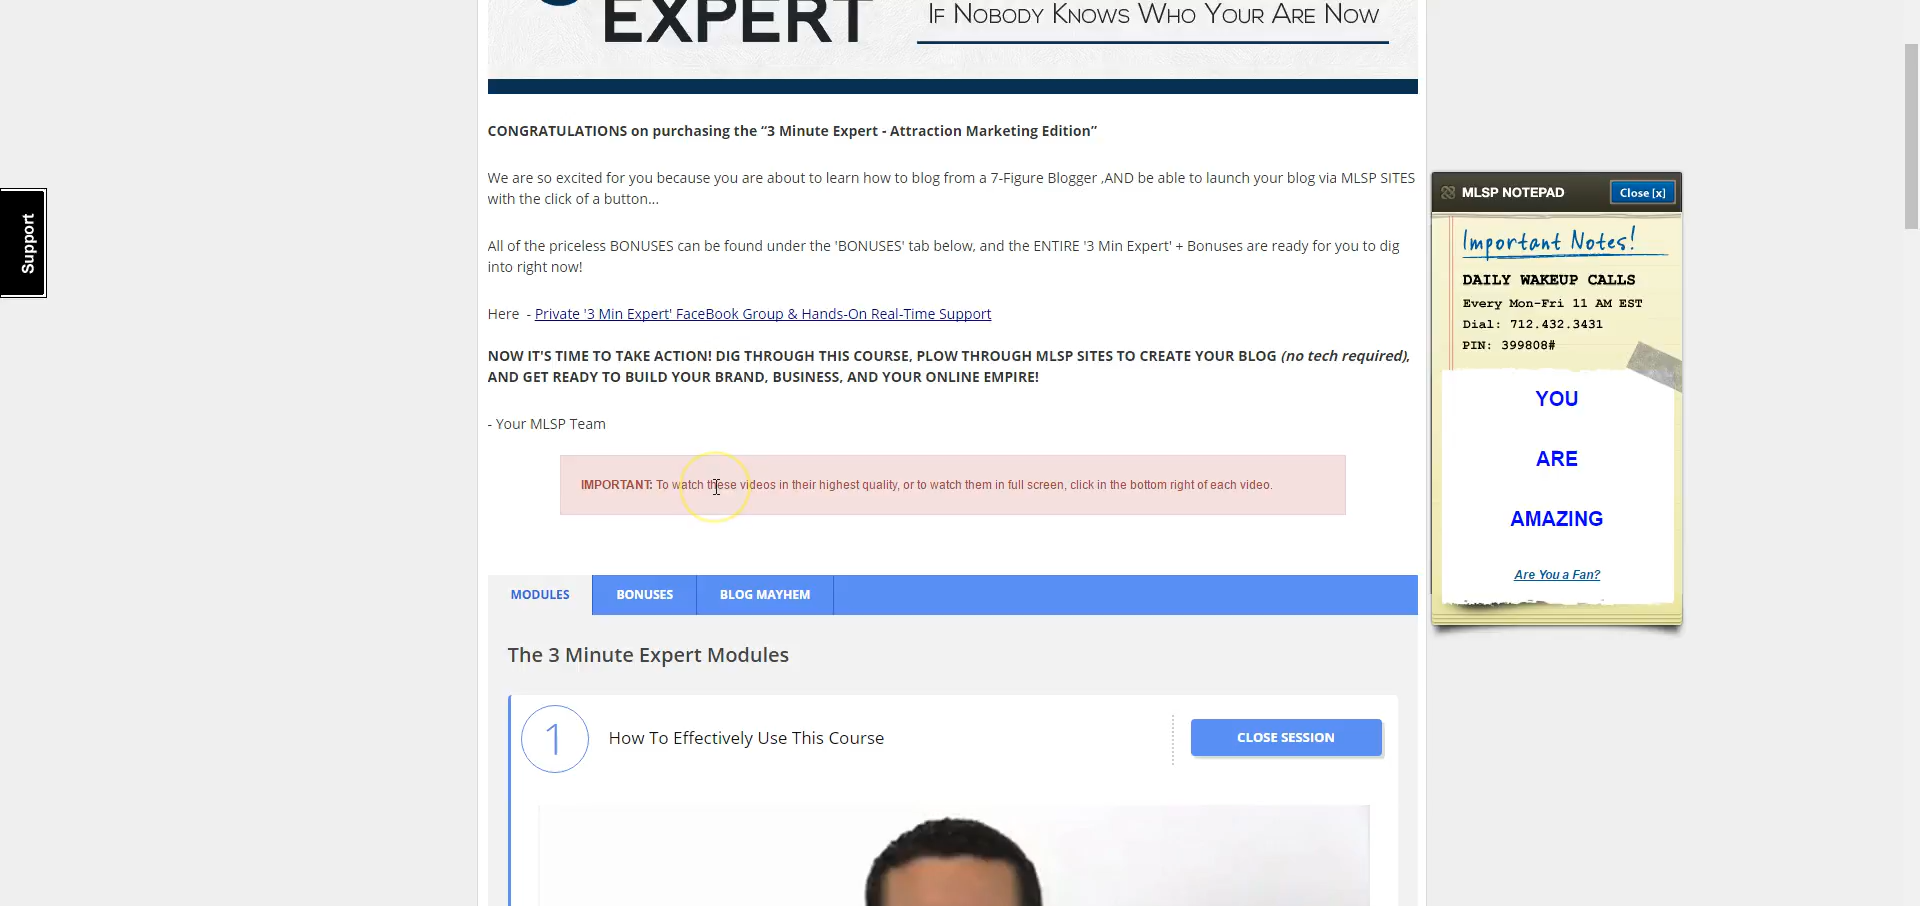 EXPERT
IF NOBODY KNOWS WHO YOUR ARE NOW
CONGRATULATIONS on purchasing the “3 Minute Expert - Attraction Marketing Edition”
We are so excited for you because you are about to learn how to blog from a 7-Figure Blogger ,AND be able to launch your blog via MLSP SITES
with the click of a button...
All of the priceless BONUSES can be found under the 'BONUSES' tab below, and the ENTIRE '3 Min Expert' + Bonuses are ready for you to dig
into right now!
Here - Private '3 Min Expert' FaceBook Group & Hands-On Real-Time Support
NOW IT'S TIME TO TAKE ACTION! DIG THROUGH THIS COURSE, PLOW THROUGH MLSP SITES TO CREATE YOUR BLOG (no tech required),
AND GET READY TO BUILD YOUR BRAND, BUSINESS, AND YOUR ONLINE EMPIRE!
- Your MLSP Team
IMPORTANT: To watch these videos in their highest quality, or to watch them in full screen, click in the bottom right of each video.
MODULES
BONUSES
BLOG MAYHEM
The 3 Minute Expert Modules
1
How To Effectively Use This Course
CLOSE SESSION
Support
MLSP NOTEPAD
Close [x]
Important Notes!
DAILY WAKEUP CALLS
Every Mon-Fri 11 AM EST
Dial: 712.432.3431
PIN: 399808#
YOU
ARE
AMAZING
Are You a Fan?